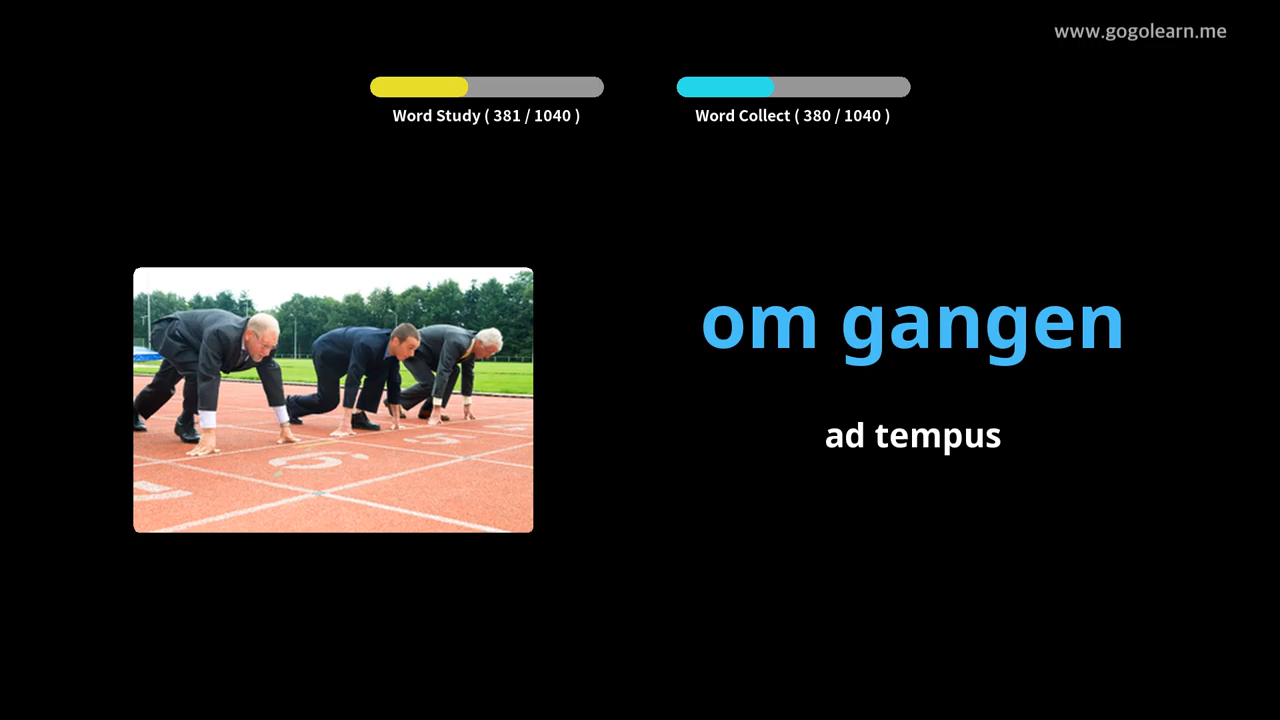 www.gogolearn.me
Word Study ( 381 / 1040 )
Word Collect ( 380 / 1040 )
om gangen
ad tempus